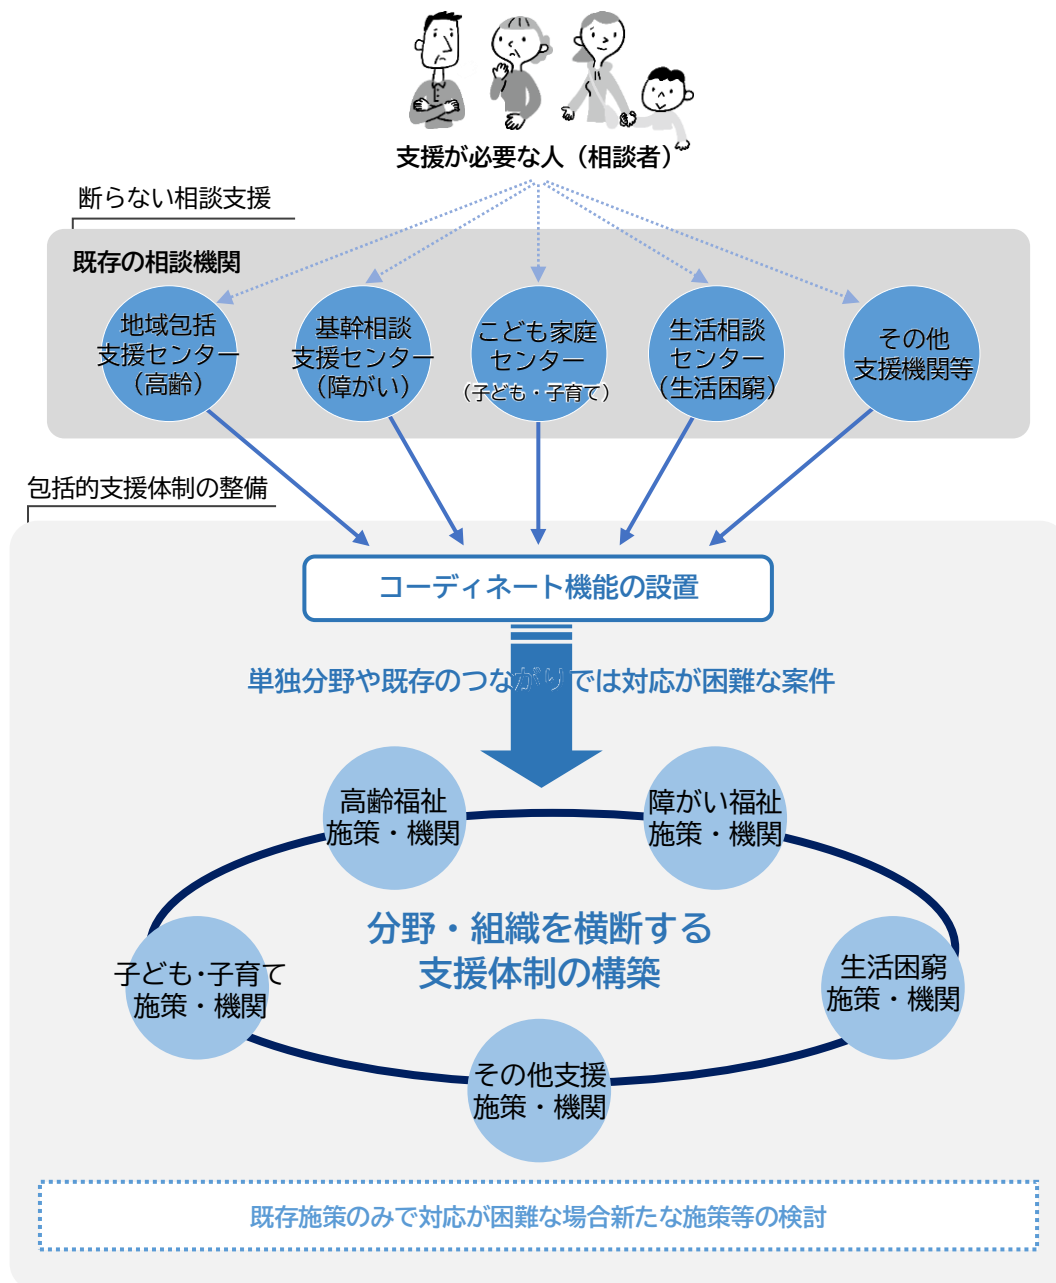 支援が必要な人（相談者）
断らない相談支援
既存の相談機関
地域包括
支援センター
（高齢）
基幹相談
支援センター
（障がい）
こども家庭
センター
（子ども・子育て）
生活相談
センター
（生活困窮）
その他
支援機関等
包括的支援体制の整備
コーディネート機能の設置
単独分野や既存のつながりでは対応が困難な案件
高齢福祉
施策・機関
障がい福祉
施策・機関
分野・組織を横断する
支援体制の構築
子ども・子育て
施策・機関
生活困窮
施策・機関
その他支援
施策・機関
既存施策のみで対応が困難な場合新たな施策等の検討